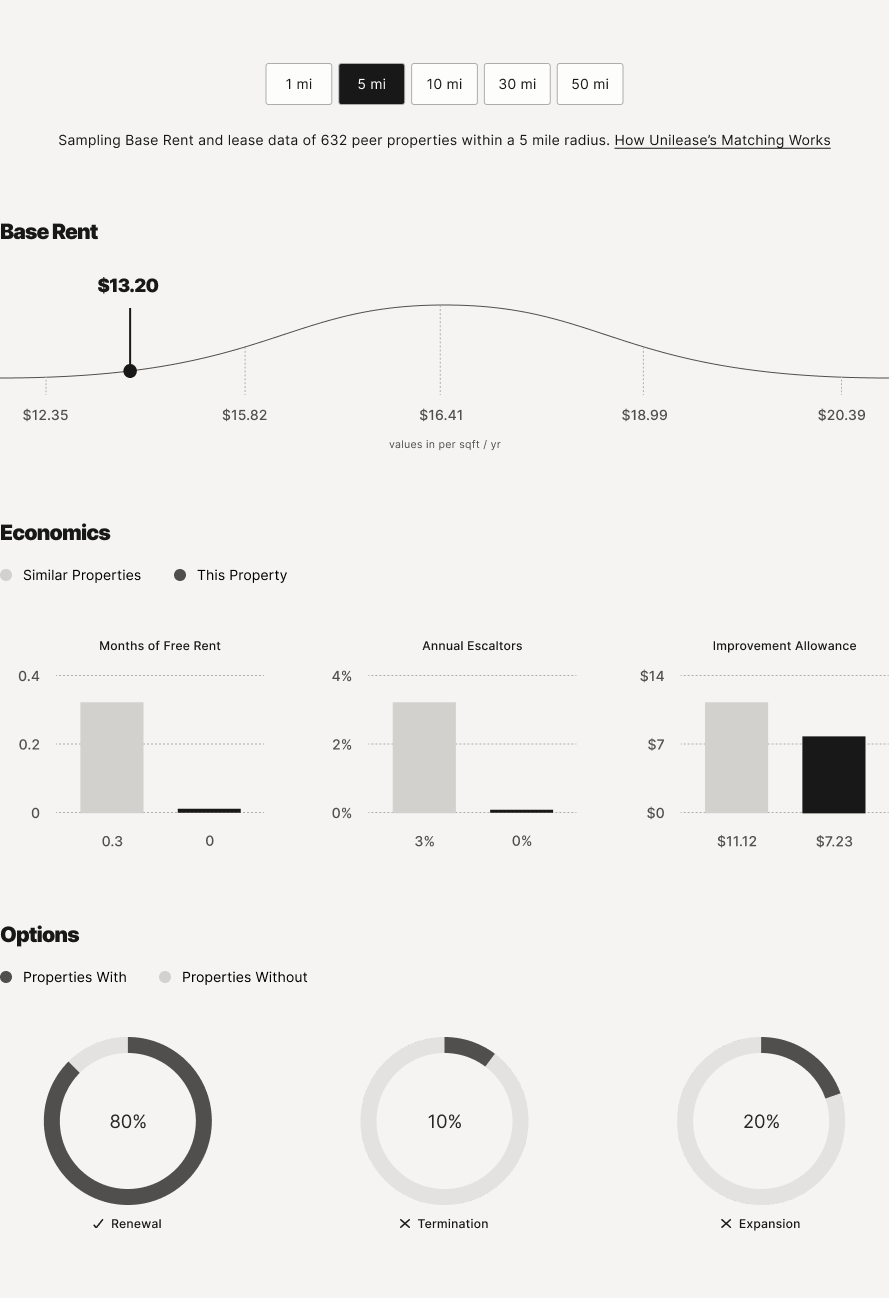 1 mi 5 mi 10 mi 30 mi 50 mi
Sampling Base Rent and lease data of 632 peer properties within a 5 mile radius. How Unilease’s Matching Works
Base Rent
$13.20
$12.35 $15.82 $16.41 $18.99 $20.39
values in per sqft / yr
Economics
Similar Properties This Property
Months of Free Rent
0.4
0.2
0
0.3 0
Annual Escaltors
4%
2%
0%
3% 0%
Improvement Allowance
$14
$7
$0
$11.12 $7.23
Options
Properties With Properties Without
80%
Renewal
10%
Termination
20%
Expansion